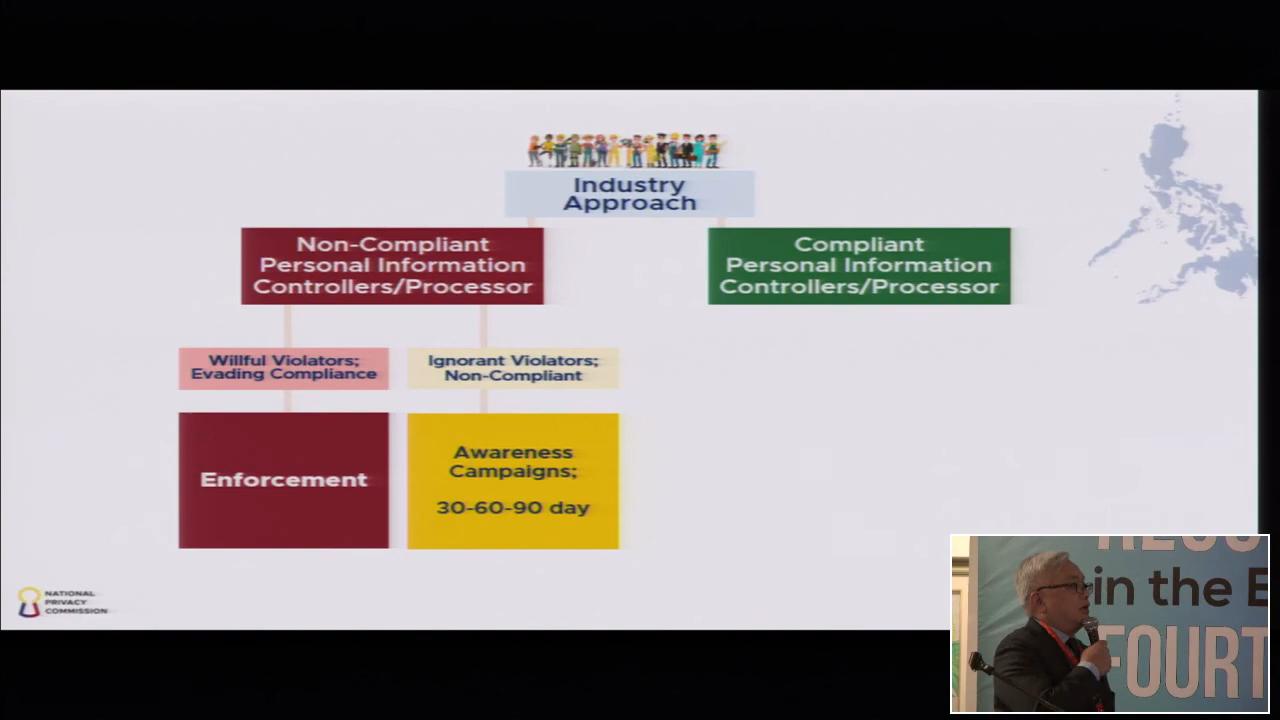 Industry
Approach
Non-Compliant
Personal Information
Controllers/Processor
Compliant
Personal Information
Controllers/Processor
Willful Violators;
Evading Compliance
Ignorant Violators;
Non-Compliant
Enforcement
Awareness
Campaigns;
30-60-90 day
NATIONAL
PRIVACY
COMMISSION
in the E
FOURT